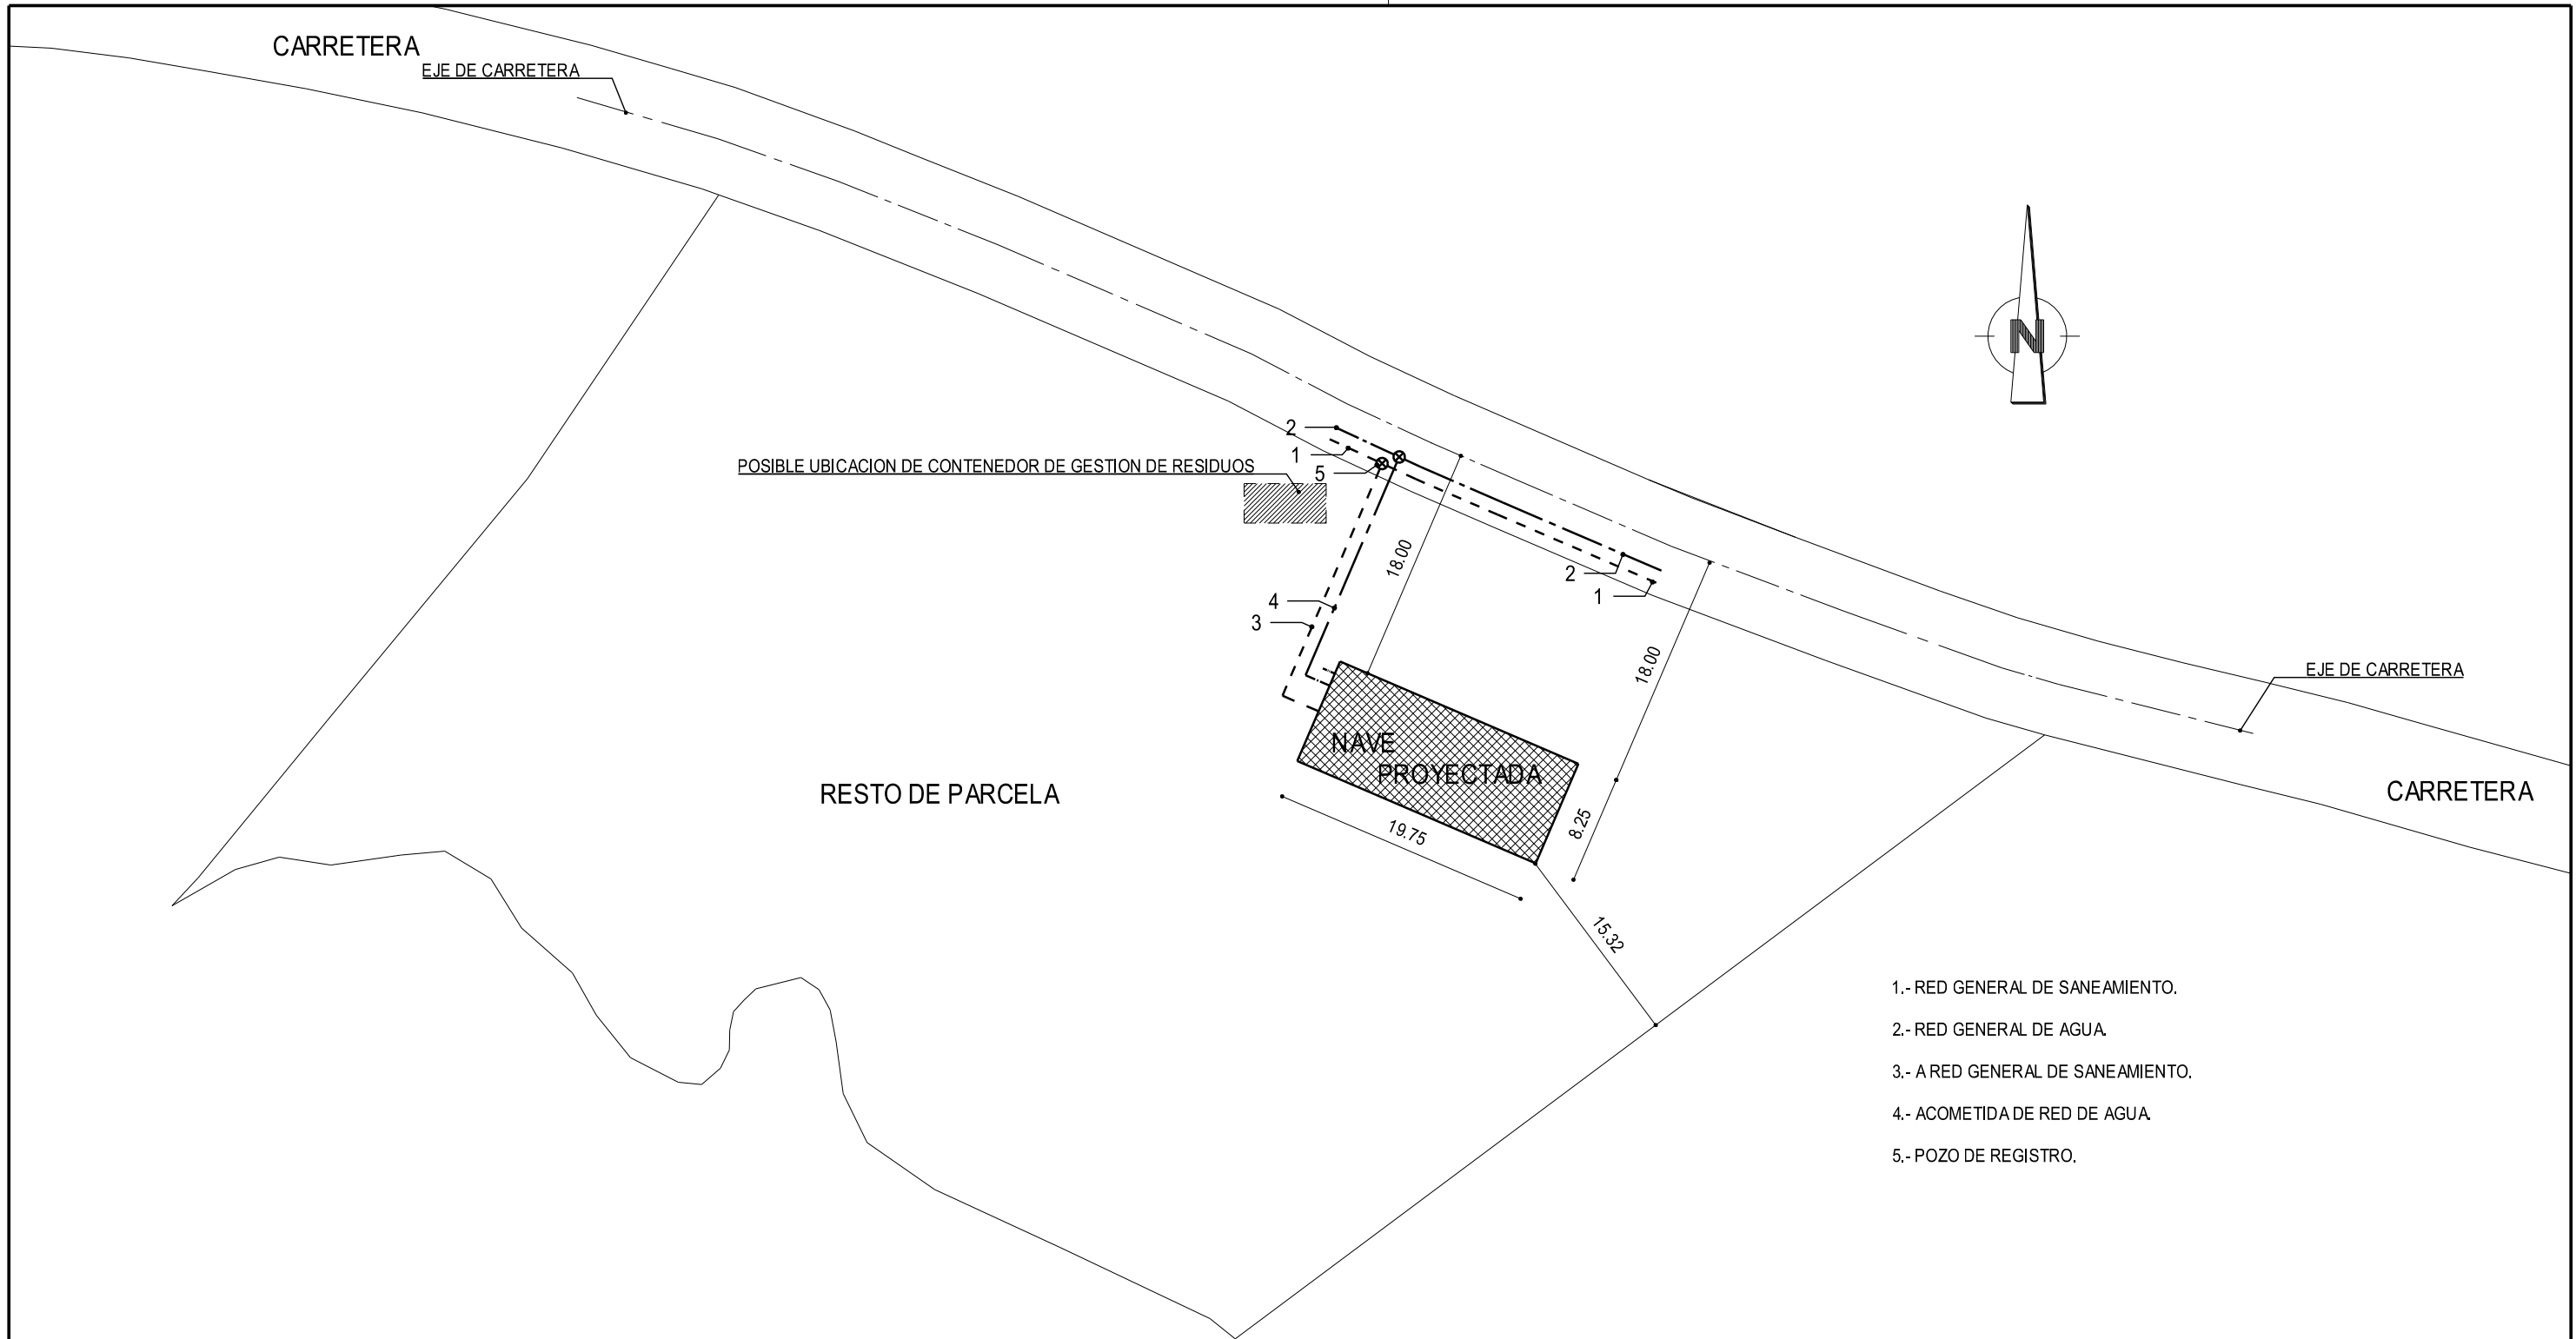 CARRETERA
EJE DE CARRETERA
N
2
1
5
POSIBLE UBICACION DE CONTENEDOR DE GESTION DE RESIDUOS
18.00
2
1
4
3
18.00
EJE DE CARRETERA
NAVE
PROYECTADA
RESTO DE PARCELA
CARRETERA
19.75
8.25
15.32
1.- RED GENERAL DE SANEAMIENTO.
2.- RED GENERAL DE AGUA.
3.- A RED GENERAL DE SANEAMIENTO.
4.- ACOMETIDA DE RED DE AGUA.
5.- POZO DE REGISTRO.